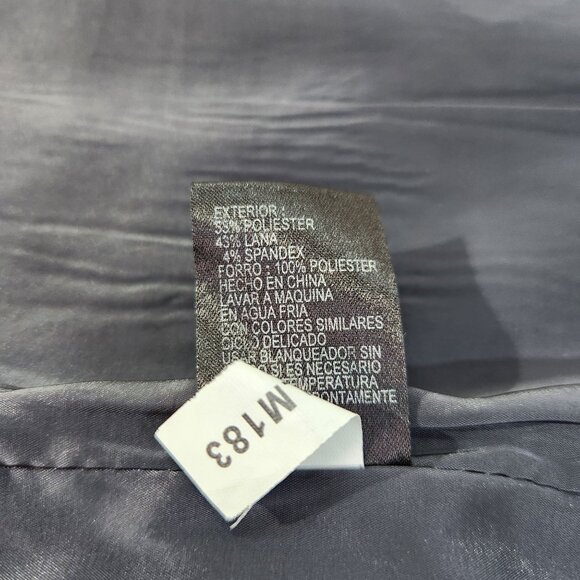 EXTERIOR :
53% POLIESTER
43% LANA
4% SPANDEX
FORRO : 100% POLIESTER
HECHO EN CHINA
LAVAR A MAQUINA
EN AGUA FRIA
CON COLORES SIMILARES
CICLO DELICADO
USAR BLANQUEADOR SIN
SI ES NECESARIO
TEMPERATURA
PRONTAMENTE
M183